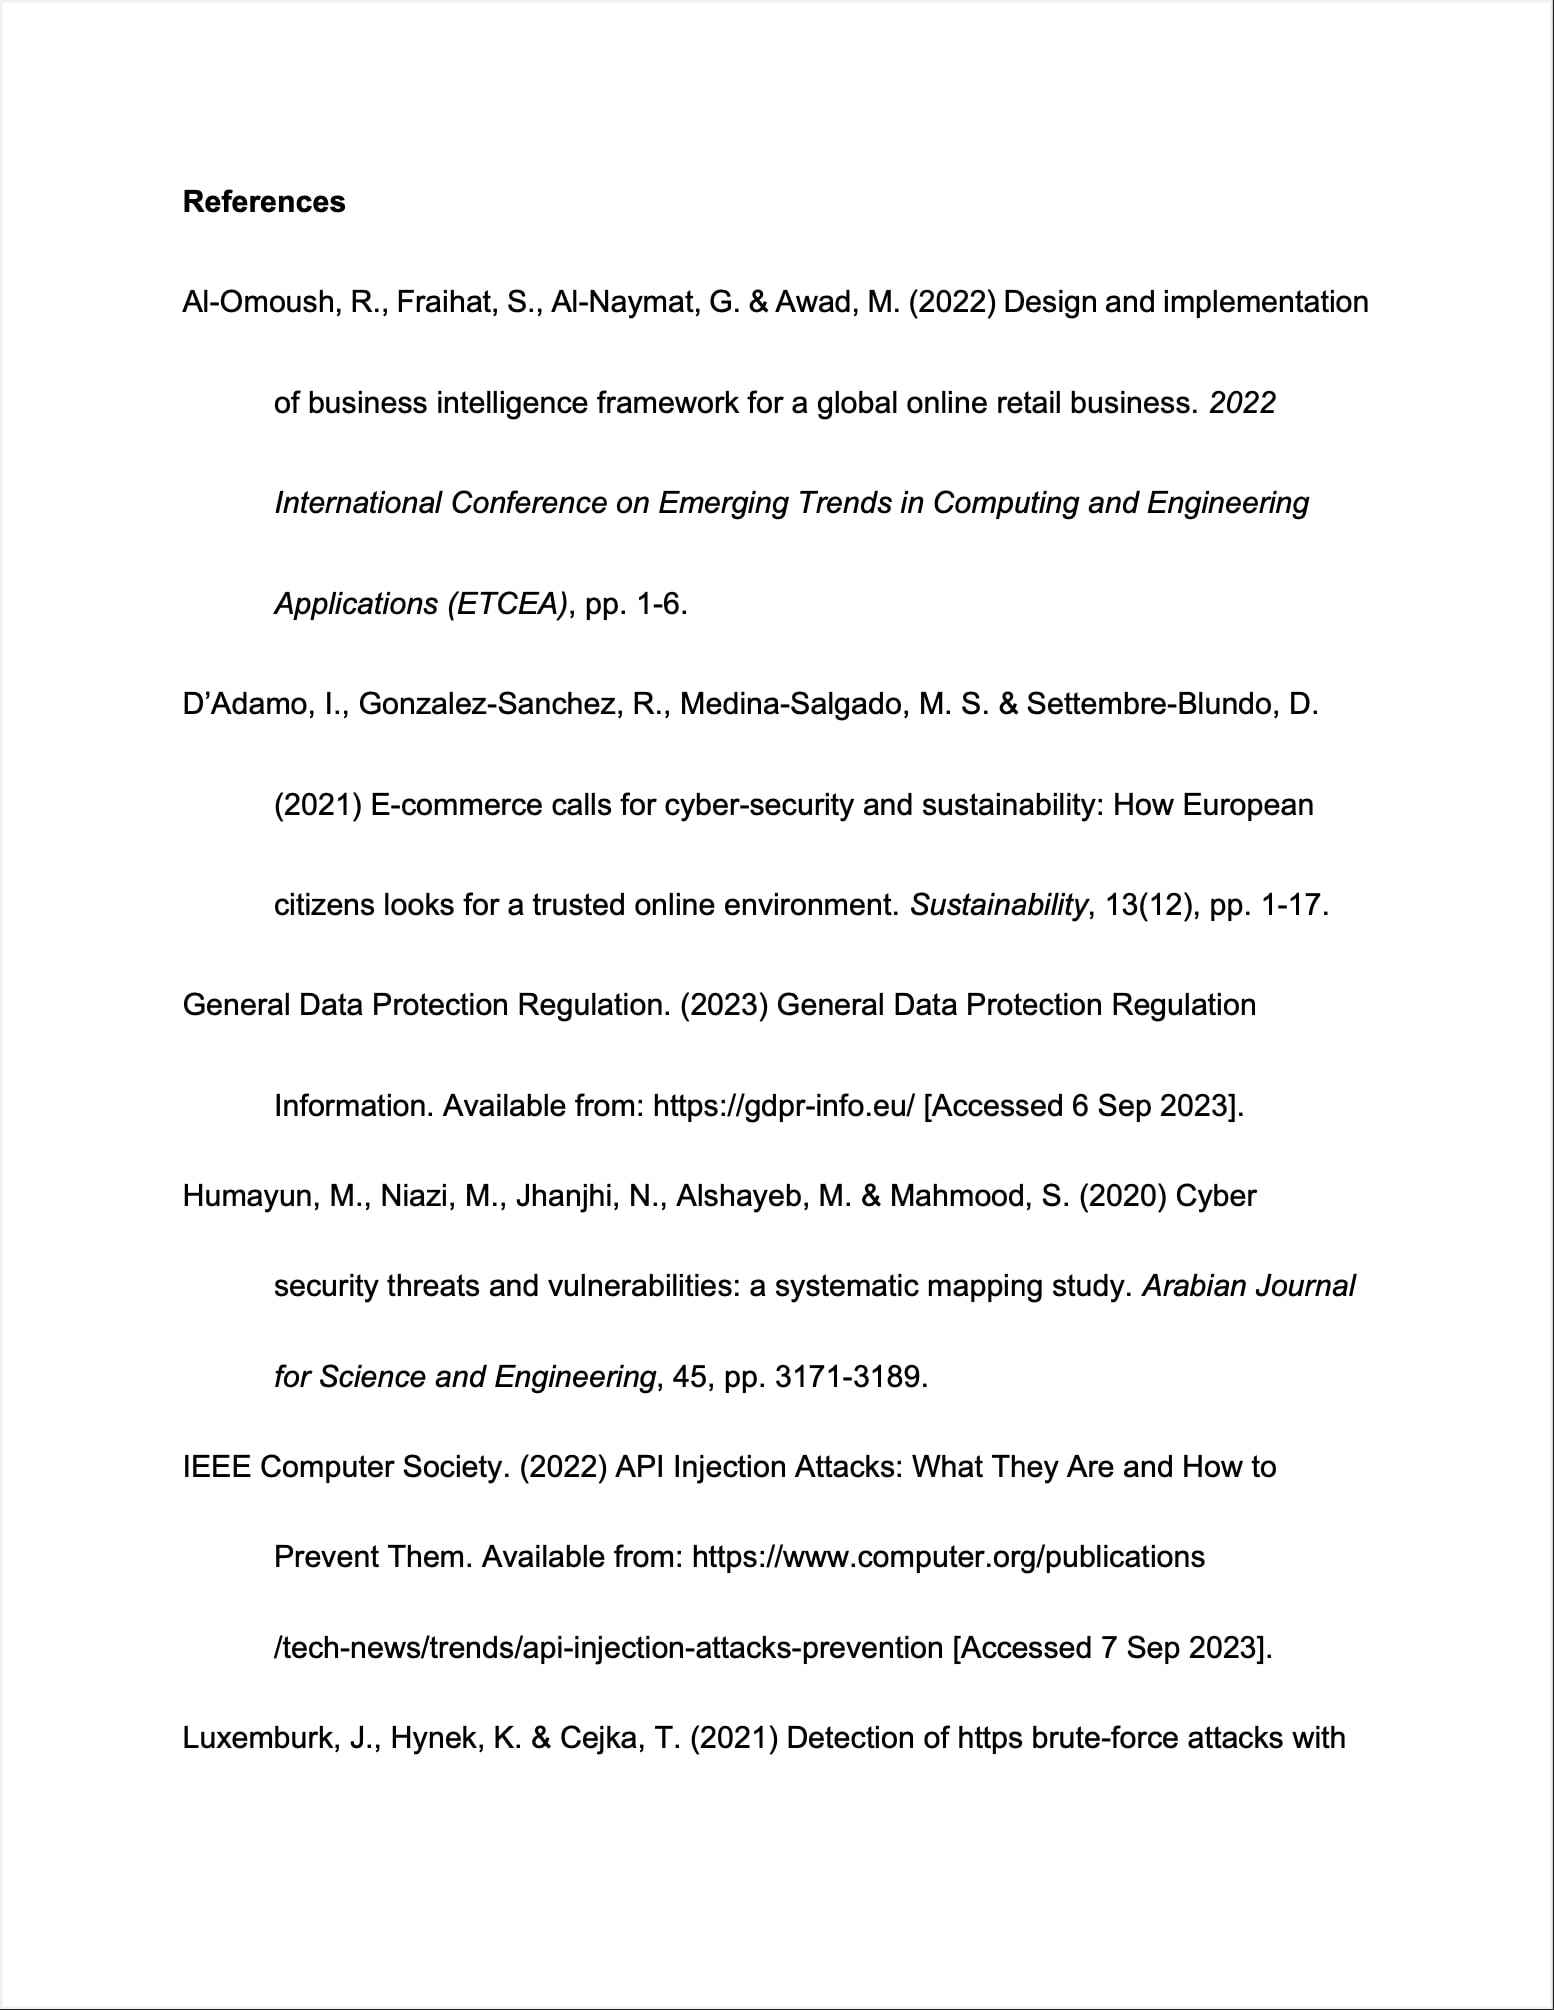 References
Al-Omoush, R., Fraihat, S., Al-Naymat, G. & Awad, M. (2022) Design and implementation
of business intelligence framework for a global online retail business. 2022
International Conference on Emerging Trends in Computing and Engineering
Applications (ETCEA), pp. 1-6.
D’Adamo, I., Gonzalez-Sanchez, R., Medina-Salgado, M. S. & Settembre-Blundo, D.
(2021) E-commerce calls for cyber-security and sustainability: How European
citizens looks for a trusted online environment. Sustainability, 13(12), pp. 1-17.
General Data Protection Regulation. (2023) General Data Protection Regulation
Information. Available from: https://gdpr-info.eu/ [Accessed 6 Sep 2023].
Humayun, M., Niazi, M., Jhanjhi, N., Alshayeb, M. & Mahmood, S. (2020) Cyber
security threats and vulnerabilities: a systematic mapping study. Arabian Journal
for Science and Engineering, 45, pp. 3171-3189.
IEEE Computer Society. (2022) API Injection Attacks: What They Are and How to
Prevent Them. Available from: https://www.computer.org/publications
/tech-news/trends/api-injection-attacks-prevention [Accessed 7 Sep 2023].
Luxemburk, J., Hynek, K. & Cejka, T. (2021) Detection of https brute-force attacks with